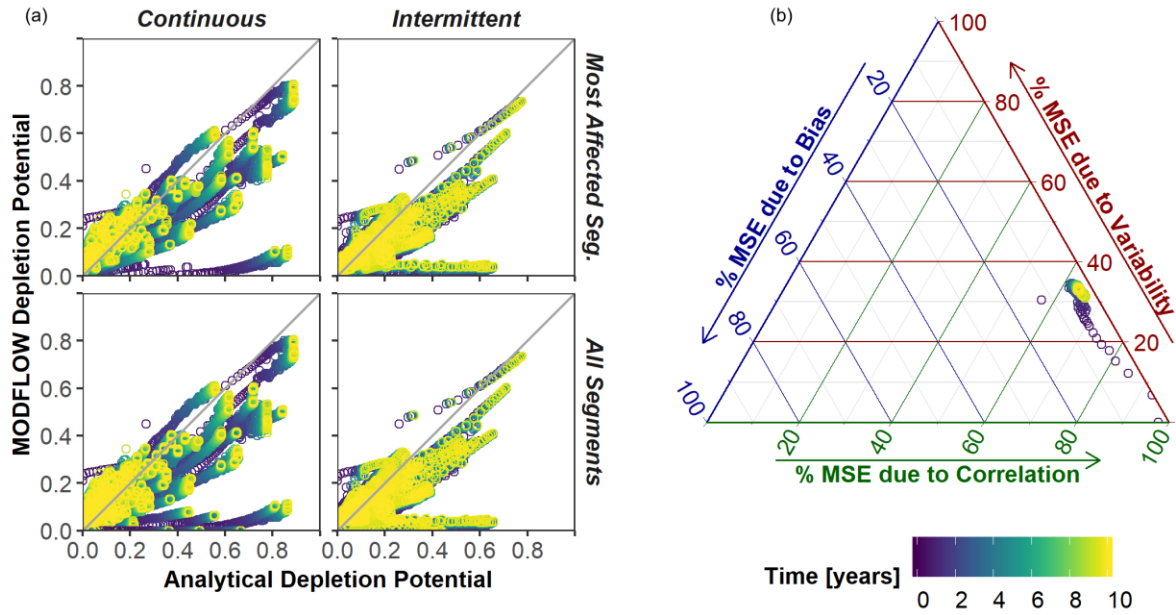 (a)
Continuous
Intermittent
MODFLOW Depletion Potential
0.8
0.6
0.4
0.2
0.0
Most Affected Seg.
0.8
0.6
0.4
0.2
0.0
All Segments
0.0 0.2 0.4 0.6 0.8
0.0 0.2 0.4 0.6 0.8
Analytical Depletion Potential
(b)
100
80
60
40
20
% MSE due to Variability
20
40
60
80
100
% MSE due to Bias
20
40
60
80
100
% MSE due to Correlation
Time [years]
0 2 4 6 8 10